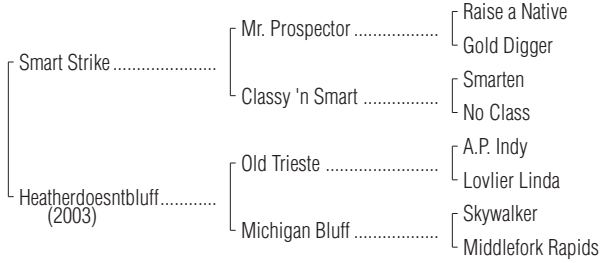 Raise a Native
Mr. Prospector ..................
Gold Digger
Smart Strike ......................
Smarten
Classy 'n Smart ................
No Class
A.P. Indy
Old Trieste ........................
Lovlier Linda
Heatherdoesntbluff............
(2003)
Skywalker
Michigan Bluff ..................
Middlefork Rapids